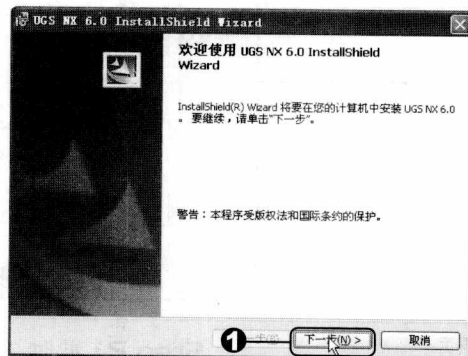 UGS NX 6.0 InstallShield Wizard
欢迎使用 UGS NX 6.0 InstallShield
Wizard
InstallShield(R) Wizard 将要在您的计算机中安装 UGS NX 6.0
。 要继续，请单击“下一步”。
警告：本程序受版权法和国际条约的保护。
1 下一步(N) > 取消